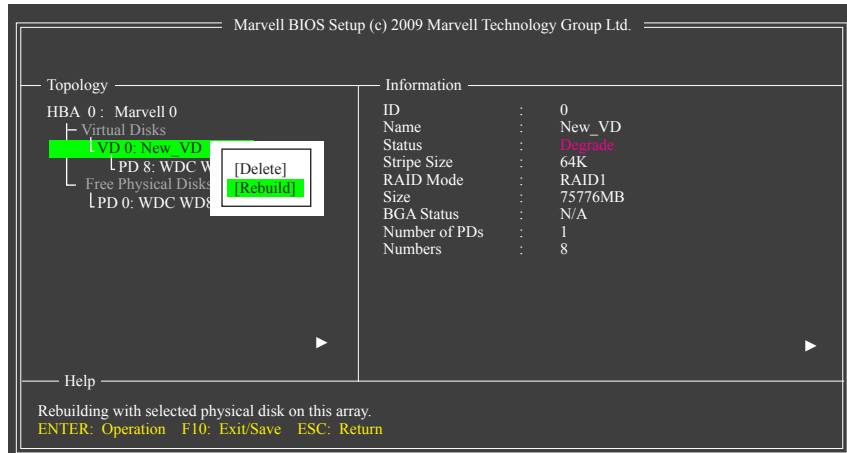 Marvell BIOS Setup (c) 2009 Marvell Technology Group Ltd.
Topology
HBA 0 : Marvell 0
Virtual Disks
VD 0: New_VD
PD 8: WDC
Free Physical Disks
PD 0: WDC
[Delete]
[Rebuild]
Information
ID : 0
Name : New_VD
Status : Degrade
Stripe Size : 64K
RAID Mode : RAID1
Size : 75776MB
BGA Status : N/A
Number of PDs : 1
Numbers : 8
Help
Rebuilding with selected physical disk on this array.
ENTER: Operation F10: Exit/Save ESC: Return